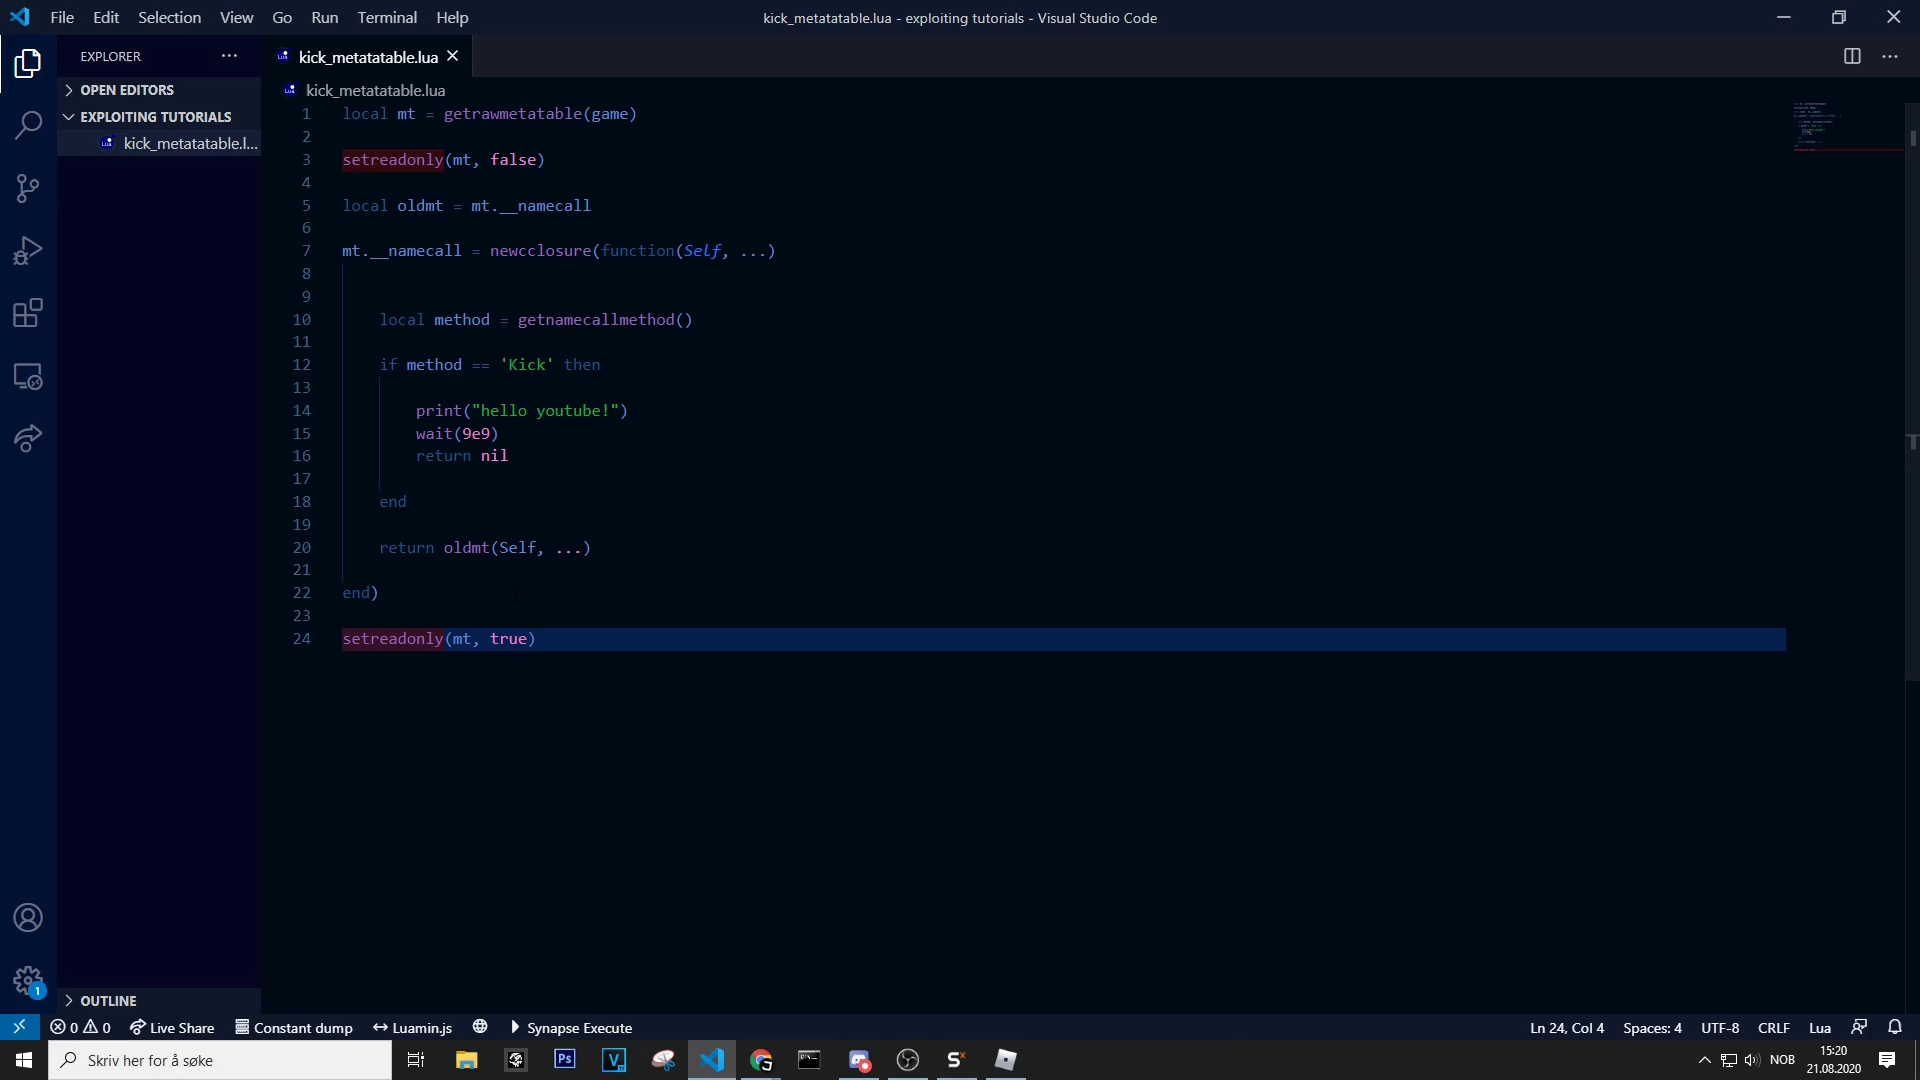 File Edit Selection View Go Run Terminal Help
kick_metatatable.lua - exploiting tutorials - Visual Studio Code
EXPLORER
kick_metatatable.lua
OPEN EDITORS
EXPLOITING TUTORIALS
kick_metatatable.l...
kick_metatatable.lua
1 local mt = getrawmetatable(game)
2
3 setreadonly(mt, false)
4
5 local oldmt = mt.__namecall
6
7 mt.__namecall = newcclosure(function(Self, ...)
8
9
10 local method = getnamecallmethod()
11
12 if method == 'Kick' then
13
14 print("hello youtube!")
15 wait(9e9)
16 return nil
17
18 end
19
20 return oldmt(Self, ...)
21
22 end)
23
24 setreadonly(mt, true)
OUTLINE
1
0 0 Live Share Constant dump Luamin.js Synapse Execute
Ln 24, Col 4 Spaces: 4 UTF-8 CRLF Lua
Skriv her for å søke
Ps
V
S
NOB
15:20
21.08.2020